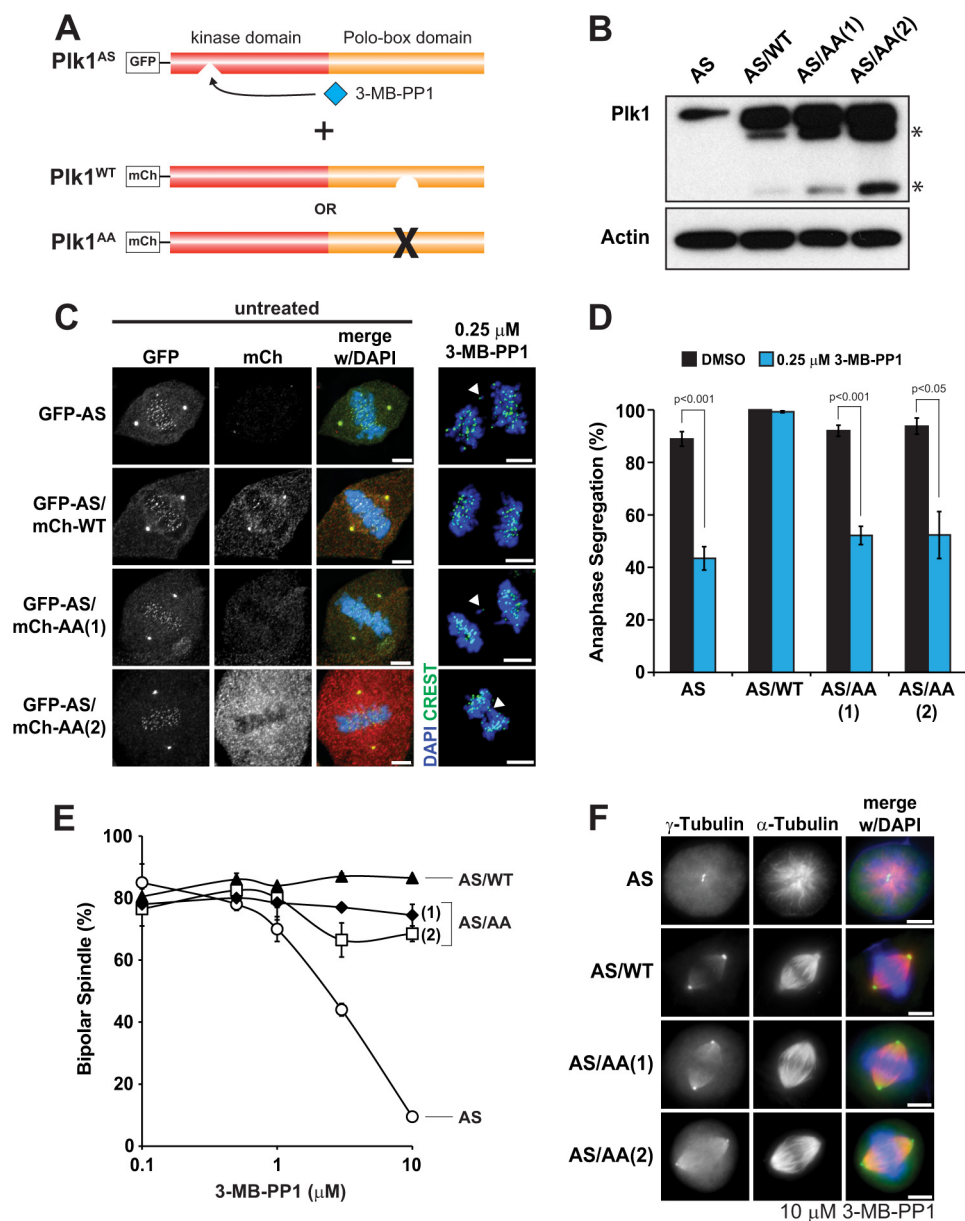 A
kinase domain
Polo-box domain
Plk1AS
GFP
3-MB-PP1
+
Plk1WT
mCh
OR
Plk1AA
mCh
X
B
AS
AS/WT
AS/AA(1)
AS/AA(2)
Plk1
*
*
Actin
C
untreated
GFP
mCh
merge
w/DAPI
0.25 μM
3-MB-PP1
GFP-AS
GFP-AS/
mCh-WT
GFP-AS/
mCh-AA(1)
GFP-AS/
mCh-AA(2)
DAPI CREST
D
DMSO
0.25 μM 3-MB-PP1
p<0.001
p<0.001
p<0.05
Anaphase Segregation (%)
100
80
60
40
20
0
AS
AS/WT
AS/AA
(1)
AS/AA
(2)
E
Bipolar Spindle (%)
100
80
60
40
20
0
0.1
1
10
3-MB-PP1 (μM)
AS/WT
(1)
(2)
AS/AA
AS
F
γ-Tubulin
α-Tubulin
merge
w/DAPI
AS
AS/WT
AS/AA(1)
AS/AA(2)
10 μM 3-MB-PP1